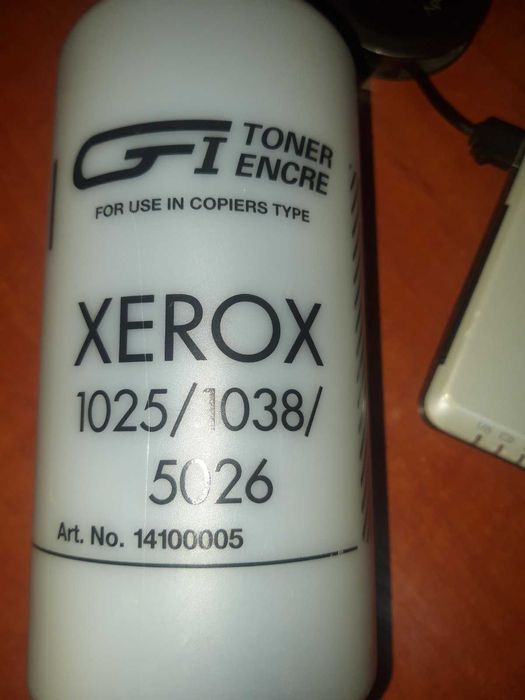 GI TONER
ENCRE
FOR USE IN COPIERS TYPE
XEROX
1025/1038/
5026
Art. No. 14100005